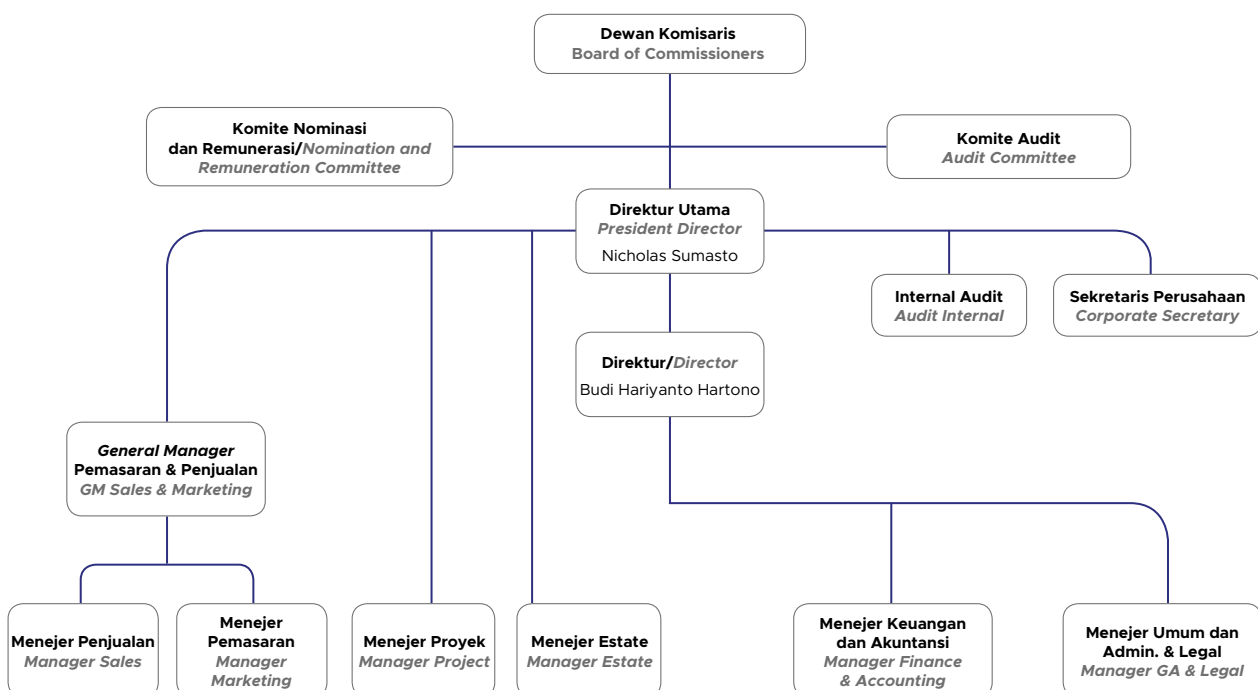 Dewan Komisaris
Board of Commissioners
Komite Nominasi
dan Remunerasi/Nomination and
Remuneration Committee
Komite Audit
Audit Committee
Direktur Utama
President Director
Nicholas Sumasto
Internal Audit
Audit Internal
Sekretaris Perusahaan
Corporate Secretary
Direktur/Director
Budi Hariyanto Hartono
General Manager
Pemasaran & Penjualan
GM Sales & Marketing
Menejer Penjualan
Manager Sales
Menejer
Pemasaran
Manager
Marketing
Menejer Proyek
Manager Project
Menejer Estate
Manager Estate
Menejer Keuangan
dan Akuntansi
Manager Finance
& Accounting
Menejer Umum dan
Admin. & Legal
Manager GA & Legal